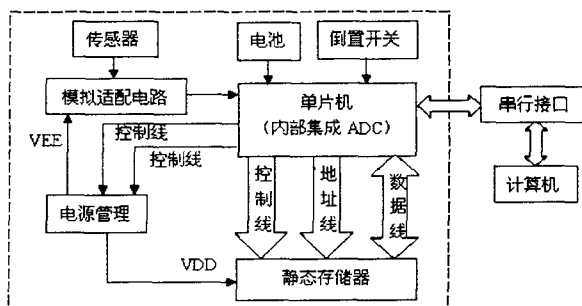 传感器
电池
倒置开关
模拟适配电路
单片机
(内部集成 ADC)
串行接口
计算机
VEE
控制线
控制线
控制线
地址线
数据线
电源管理
VDD
静态存储器